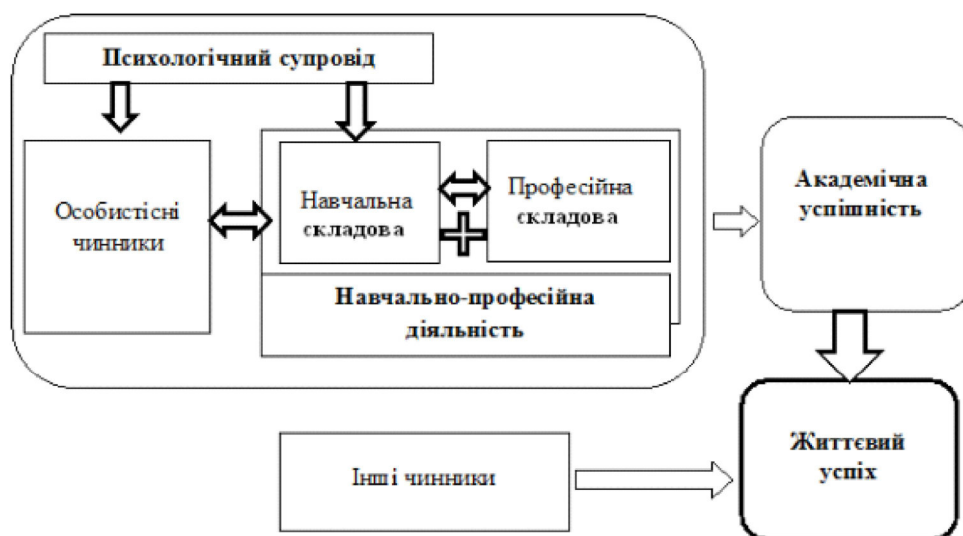 Психологічний супровід
Особистісні
чинники
Навчальна
складова
Професійна
складова
Навчально-професійна
діяльність
Академічна
успішність
Життєвий
успіх
Інші чинники